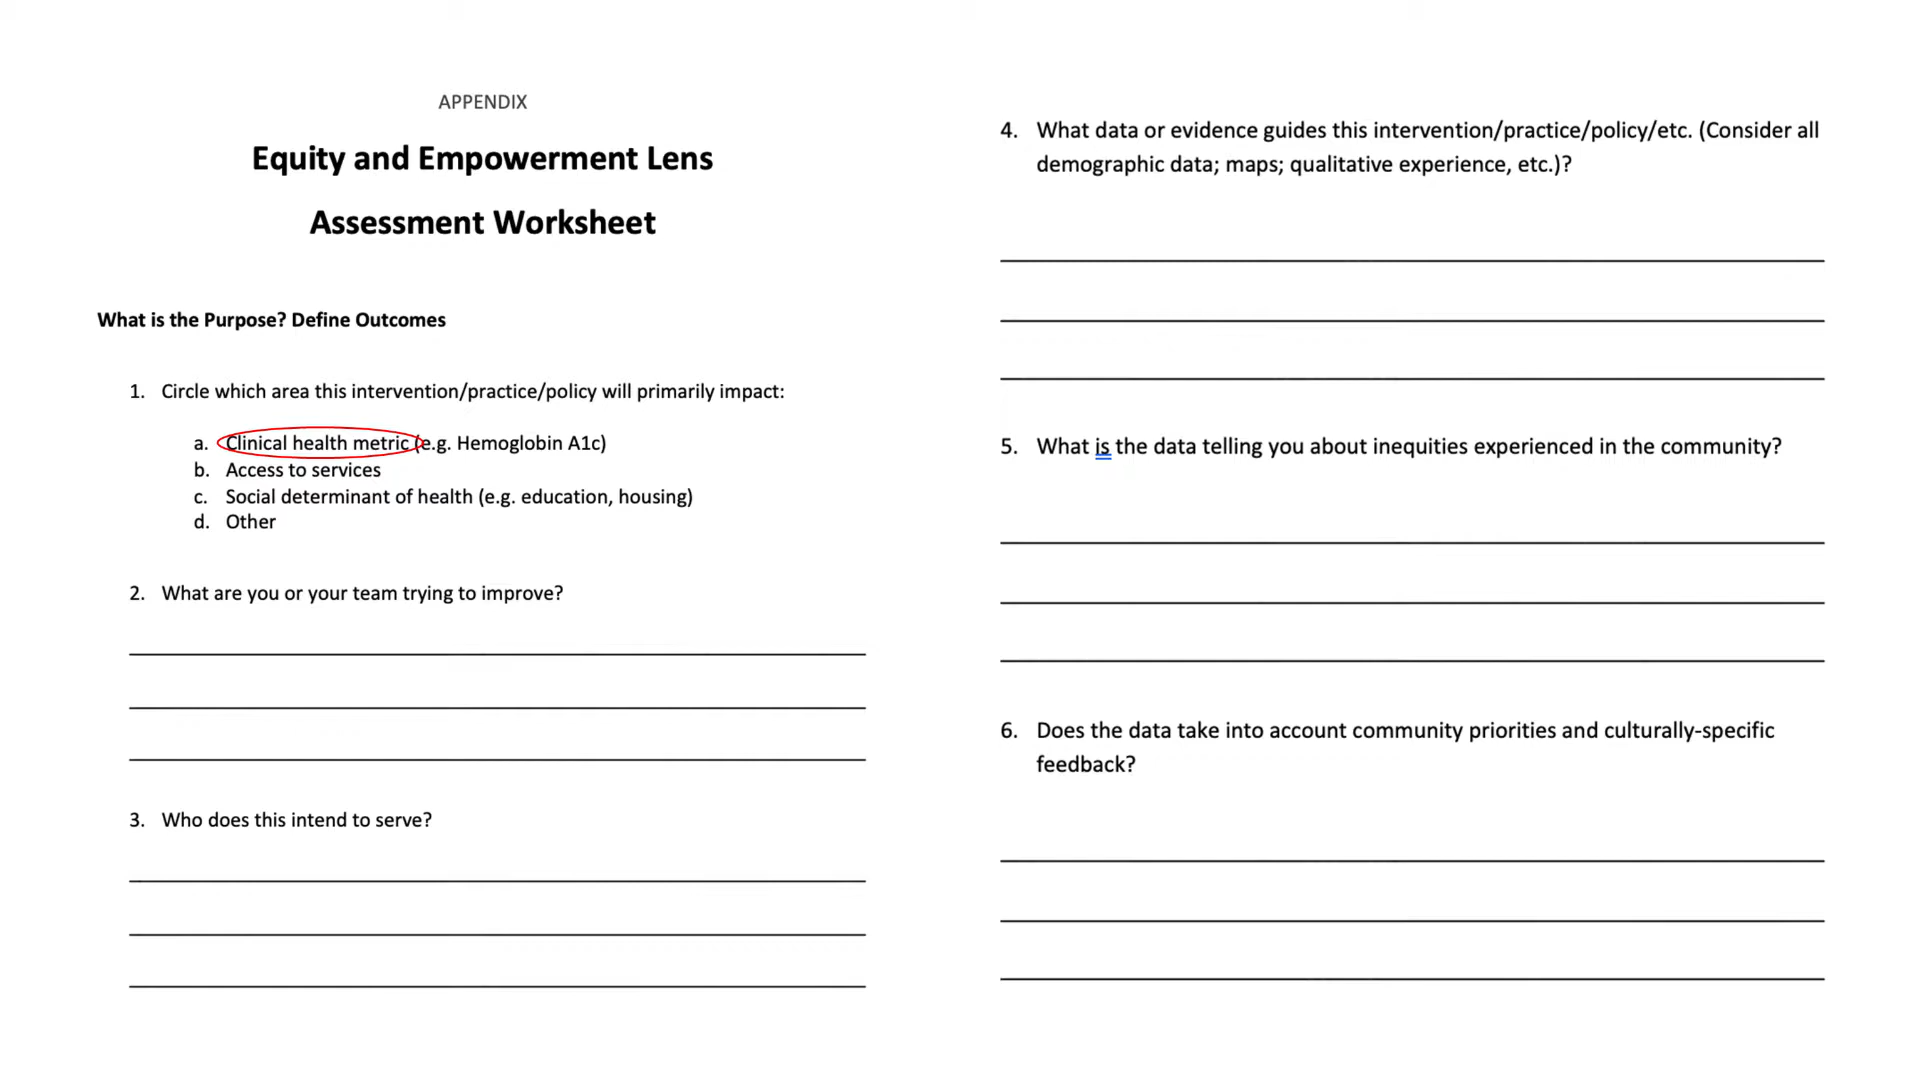 APPENDIX
Equity and Empowerment Lens
Assessment Worksheet
What is the Purpose? Define Outcomes
1. Circle which area this intervention/practice/policy will primarily impact:
a. Clinical health metric (e.g. Hemoglobin A1c)
b. Access to services
c. Social determinant of health (e.g. education, housing)
d. Other
2. What are you or your team trying to improve?
3. Who does this intend to serve?
4. What data or evidence guides this intervention/practice/policy/etc. (Consider all
demographic data; maps; qualitative experience, etc.)?
5. What is the data telling you about inequities experienced in the community?
6. Does the data take into account community priorities and culturally-specific
feedback?